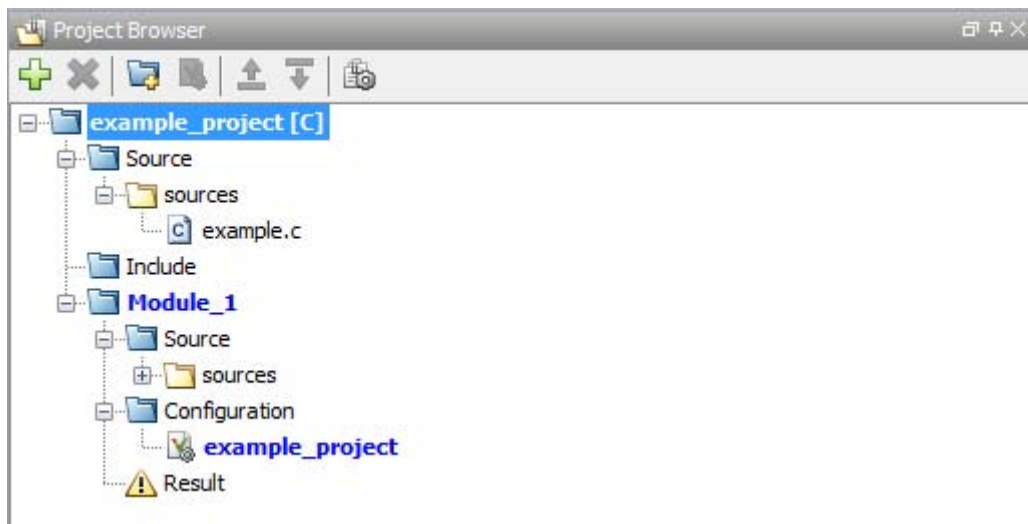 Project Browser
example_project [C]
Source
sources
example.c
Include
Module_1
Source
sources
Configuration
example_project
Result